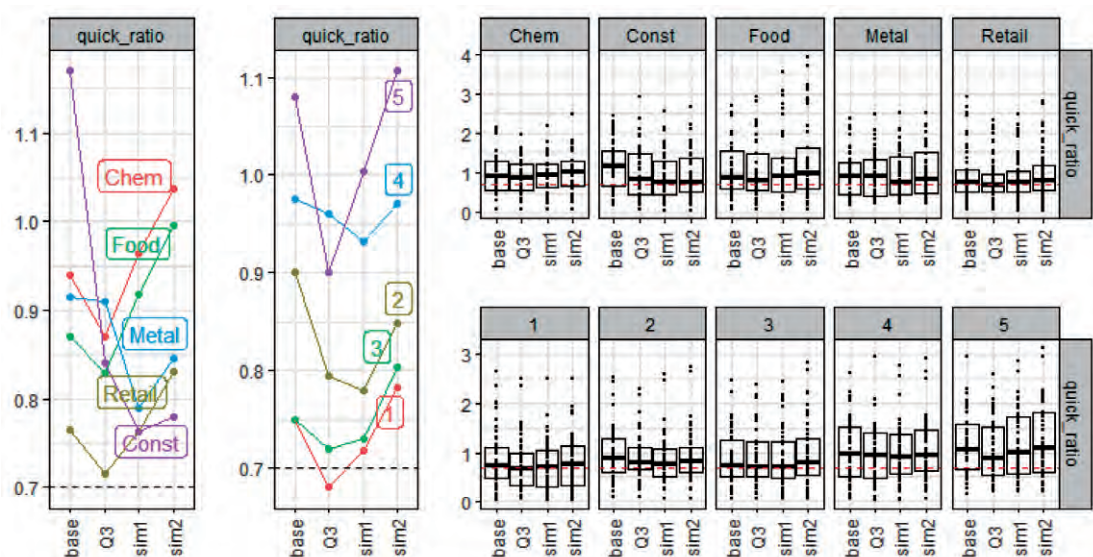 quick_ratio
1.1
1.0
0.9
0.8
0.7
Chem
Food
Metal
Retail
Const
base
Q3
sim1
sim2
quick_ratio
1.1
1.0
0.9
0.8
0.7
5
4
2
3
1
base
Q3
sim1
sim2
Chem Const Food Metal Retail
4
3
2
1
0
quick_ratio
base Q3 sim1 sim2 base Q3 sim1 sim2 base Q3 sim1 sim2 base Q3 sim1 sim2 base Q3 sim1 sim2
1 2 3 4 5
3
2
1
0
quick_ratio
base Q3 sim1 sim2 base Q3 sim1 sim2 base Q3 sim1 sim2 base Q3 sim1 sim2 base Q3 sim1 sim2